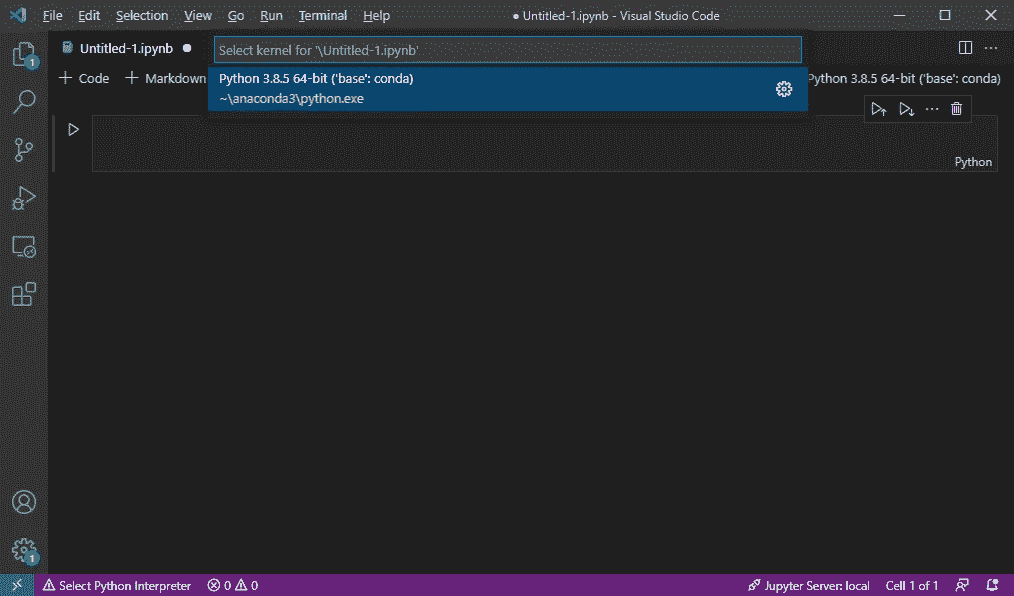 File Edit Selection View Go Run Terminal Help ● Untitled-1.ipynb - Visual Studio Code
Untitled-1.ipynb ●
Select kernel for '\Untitled-1.ipynb'
+ Code + Markdown
Python 3.8.5 64-bit ('base': conda)
~\anaconda3\python.exe
Python 3.8.5 64-bit ('base': conda)
Python
1
1
Select Python Interpreter 0 0 Jupyter Server: local Cell 1 of 1